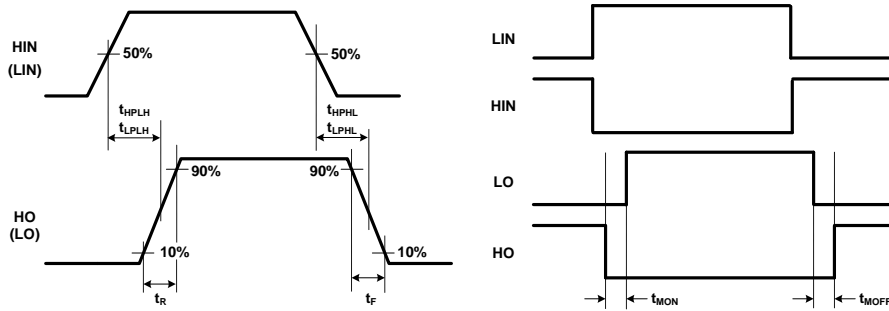 HIN
(LIN)
50%
50%
tHPLH
tLPLH
tHPHL
tLPHL
HO
(LO)
90%
90%
10%
10%
tR
tF
LIN
HIN
LO
HO
tMON
tMOFF